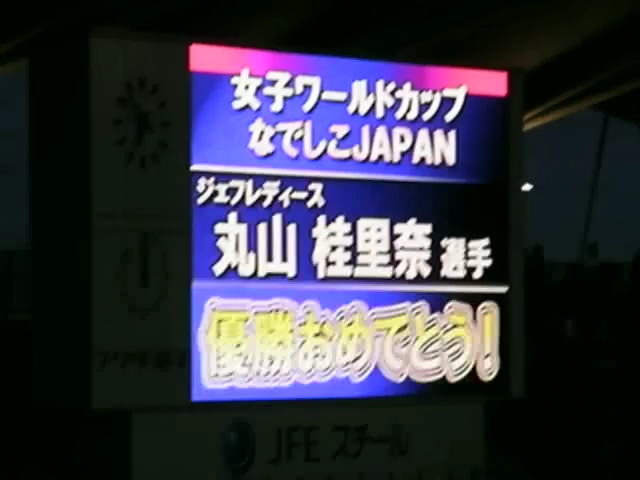 女子ワールドカップ
なでしこJAPAN
ジェフレディース
丸山 桂里奈 選手
優勝おめでとう!
JFE スチール